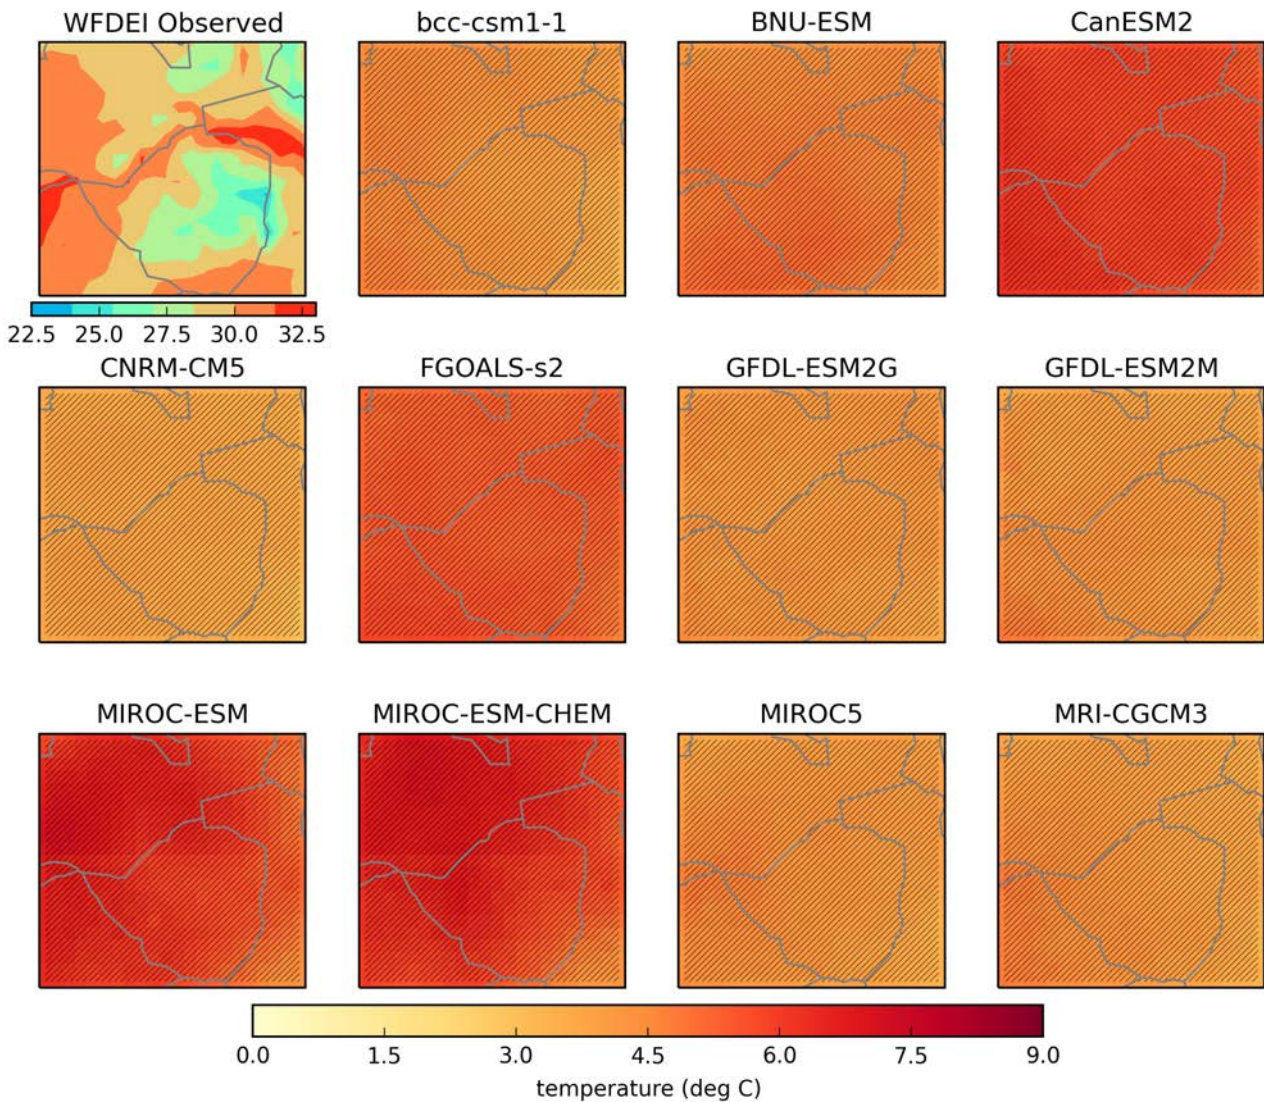 WFDEI Observed bcc-csm1-1 BNU-ESM CanESM2
22.5 25.0 27.5 30.0 32.5
CNRM-CM5 FGOALS-s2 GFDL-ESM2G GFDL-ESM2M
MIROC-ESM MIROC-ESM-CHEM MIROC5 MRI-CGCM3
0.0 1.5 3.0 4.5 6.0 7.5 9.0
temperature (deg C)